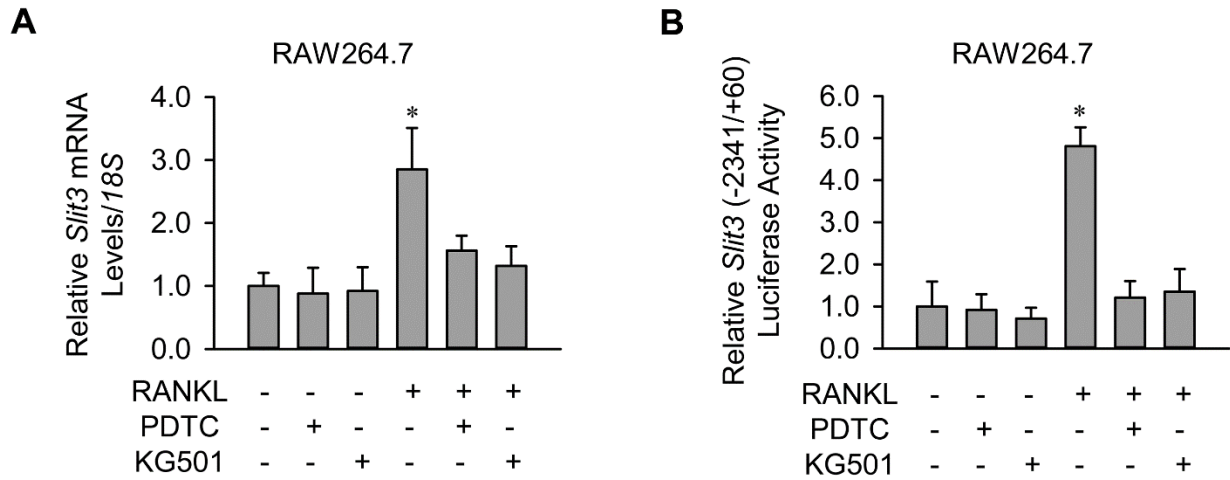 A
RAW264.7
Relative Slit3 mRNA
Levels/18S
4.0
3.0
2.0
1.0
0.0
*
RANKL - - - + + +
PDTC - + - - + -
KG501 - - + - - +
B
RAW264.7
Relative Slit3 (-2341/+60)
Luciferase Activity
6.0
5.0
4.0
3.0
2.0
1.0
0.0
*
RANKL - - - + + +
PDTC - + - - + -
KG501 - - + - - +